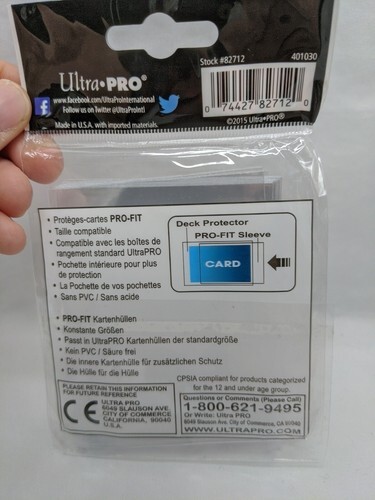 Stock #82712
401030
Ultra•PRO®
www.facebook.com/UltraProInternational
Follow us on Twitter (UltraProIntl)
Made in U.S.A. with imported materials.
0 74427 82712 0
©2015 Ultra•PRO®
• Protèges-cartes PRO-FIT
• Taille compatible
• Compatible avec les boîtes de
rangement standard UltraPRO
• Pochette intérieure pour plus
de protection
• La Pochette de vos pochettes
• Sans PVC / Sans acide
Deck Protector
PRO-FIT Sleeve
CARD
• PRO-FIT Kartenhüllen
• Konstante Größen
• Passt in UltraPRO Kartenhüllen der standardgröße
• Kein PVC / Säure frei
• Die innere Kartenhülle für zusätzlichen Schutz
• Die Hülle für die Hülle
CPSIA compliant for products categorized
for the 12 and under age group.
PLEASE RETAIN THIS INFORMATION
FOR FUTURE REFERENCE
CE
ULTRA PRO
6049 SLAUSON AVE
CITY OF COMMERCE
CALIFORNIA, 90040
U.S.A.
Questions or Comments (Please Call)
1-800-621-9495
Or Write: Ultra PRO
6049 Slauson Ave, City of Commerce, CA 90040
WWW.ULTRAPRO.COM